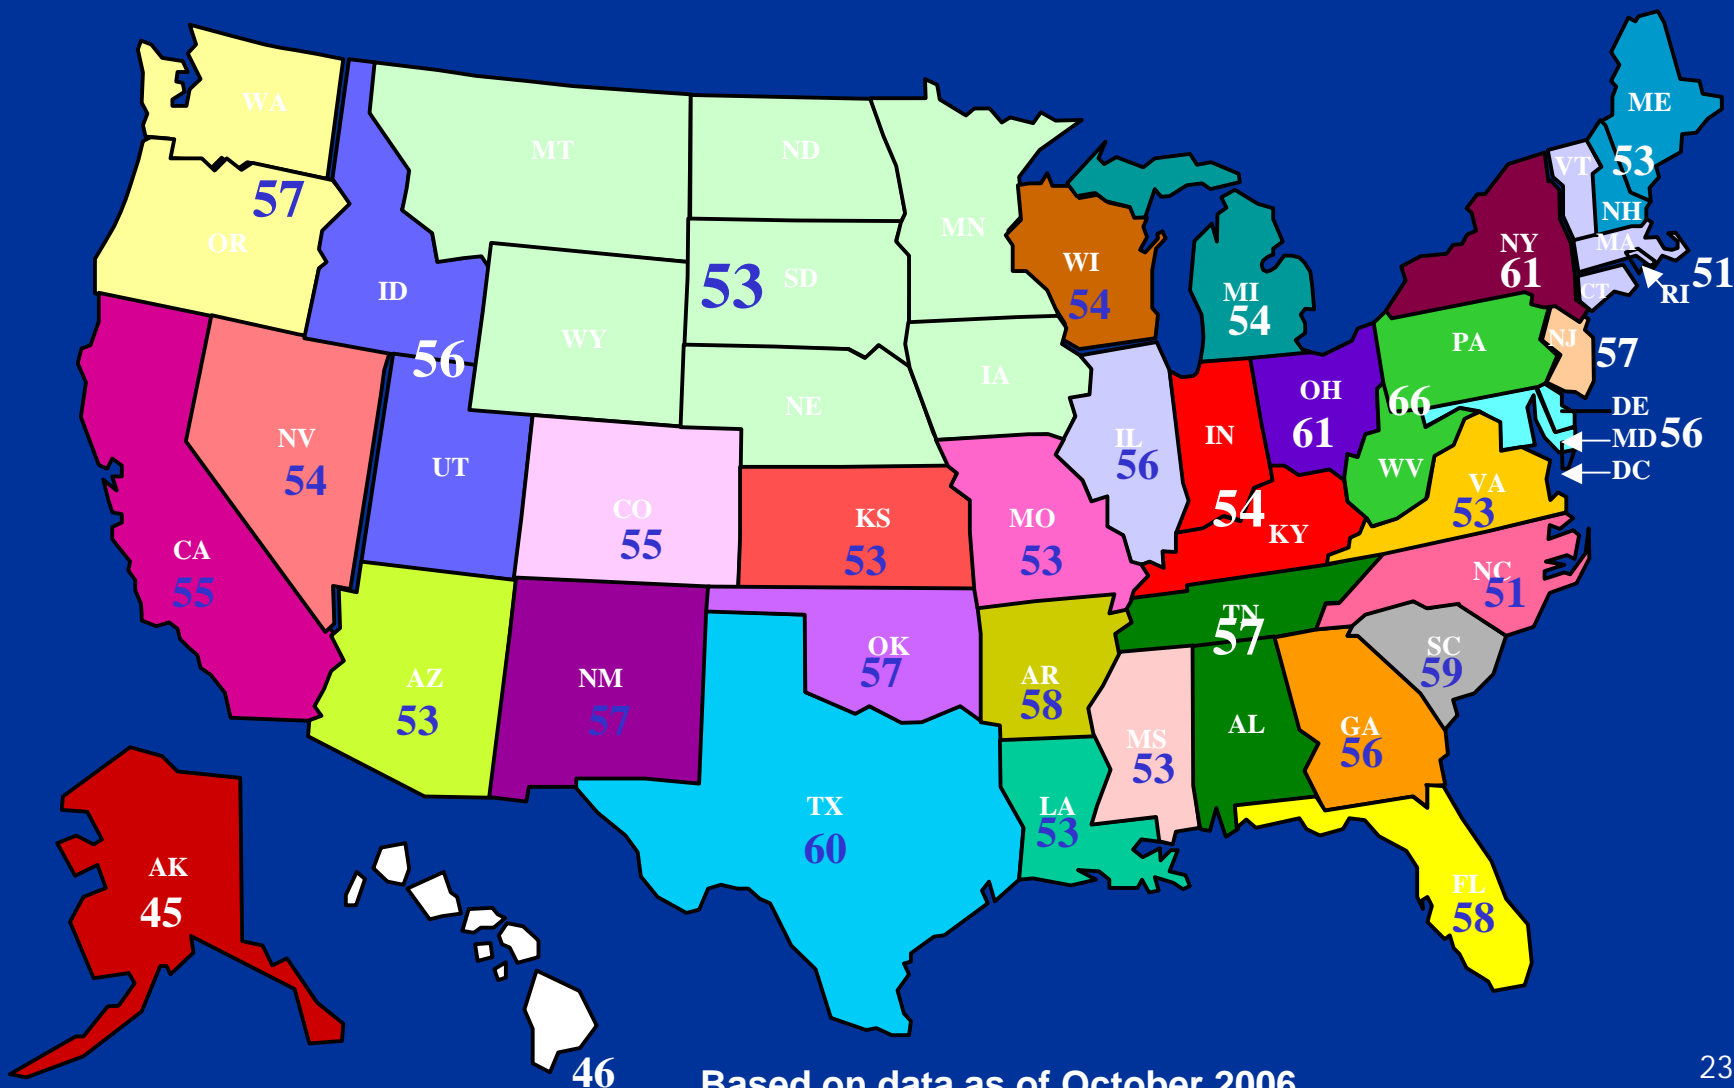 WA
ME
MT
ND
VT
53
57
MN
NH
OR
NY
MA
WI
61
51
ID
53
SD
MI
CT
RI
54
54
WY
PA
NJ
57
56
IA
OH
66
DE
NE
IN
61
MD 56
NV
IL
UT
56
WV
DC
54
VA
CO
KS
MO
54
53
KY
CA
55
53
53
NC
55
51
TN
57
OK
SC
AZ
NM
57
AR
59
53
57
58
AL
GA
MS
56
53
TX
LA
60
53
AK
FL
45
58
46
Based on data as of October 2006
23